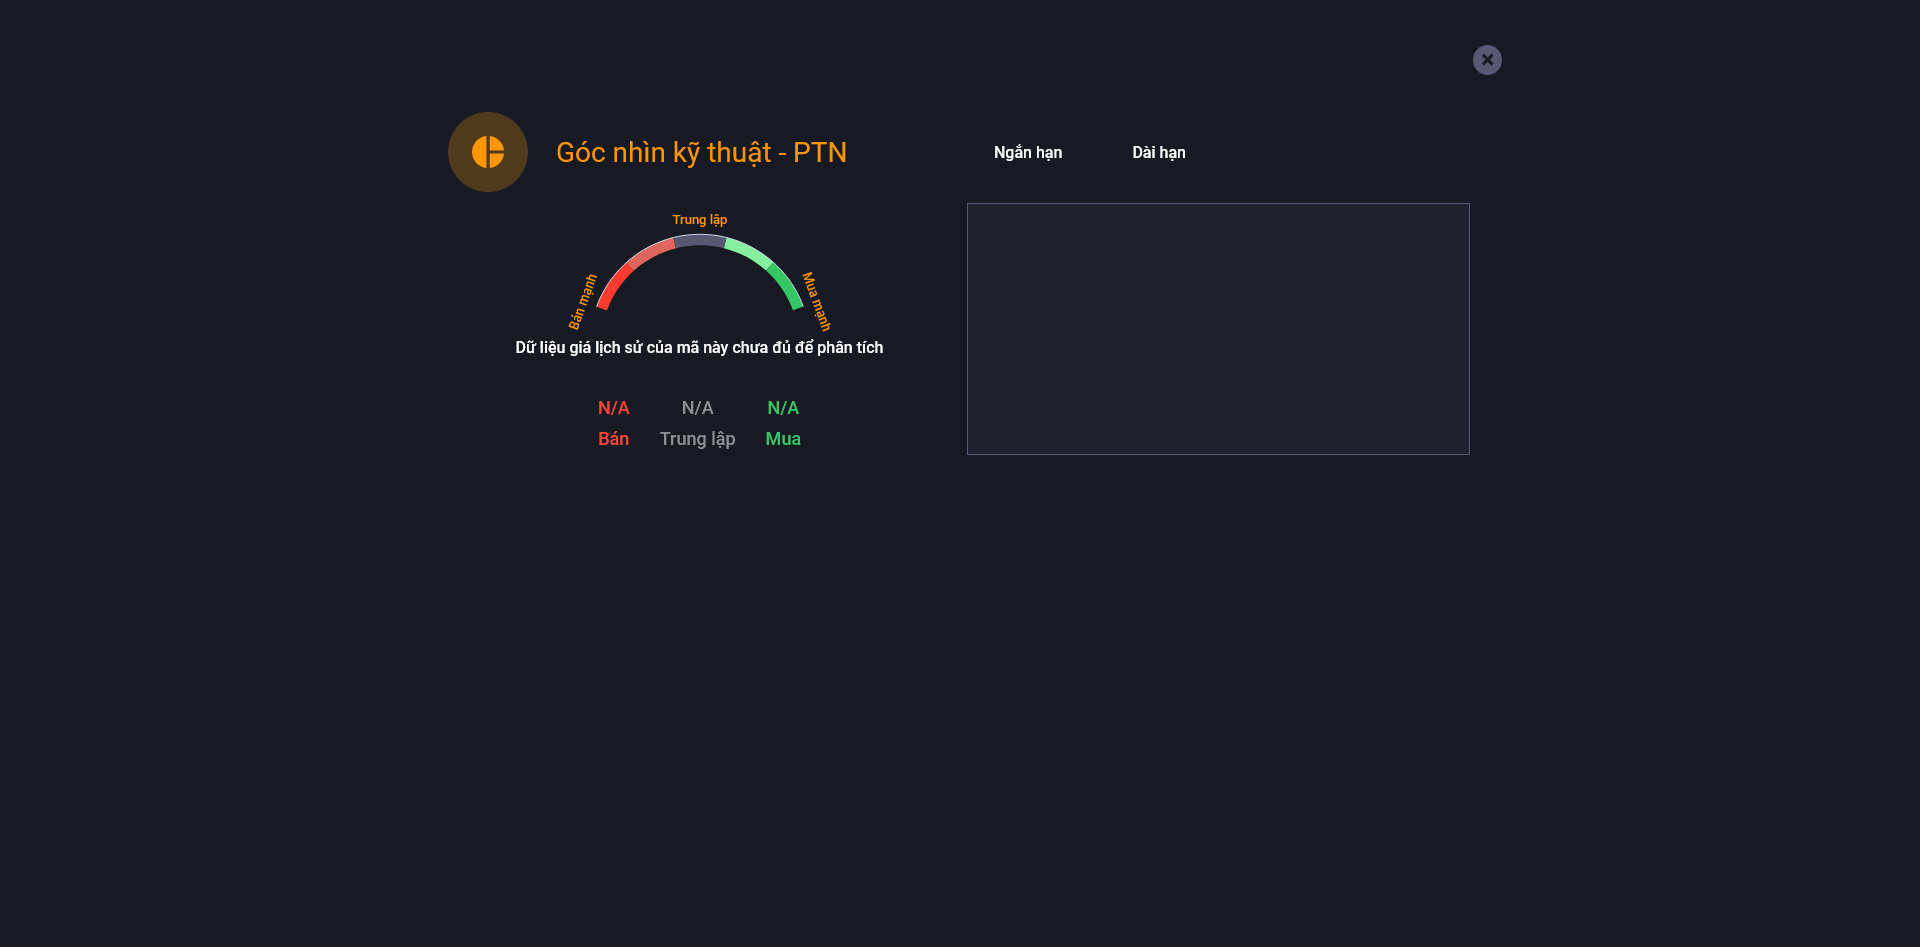 Góc nhìn kỹ thuật - PTN
Ngắn hạn
Dài hạn
Trung lập
Bán mạnh
Mua mạnh
Dữ liệu giá lịch sử của mã này chưa đủ để phân tích
N/A N/A N/A
Bán Trung lập Mua